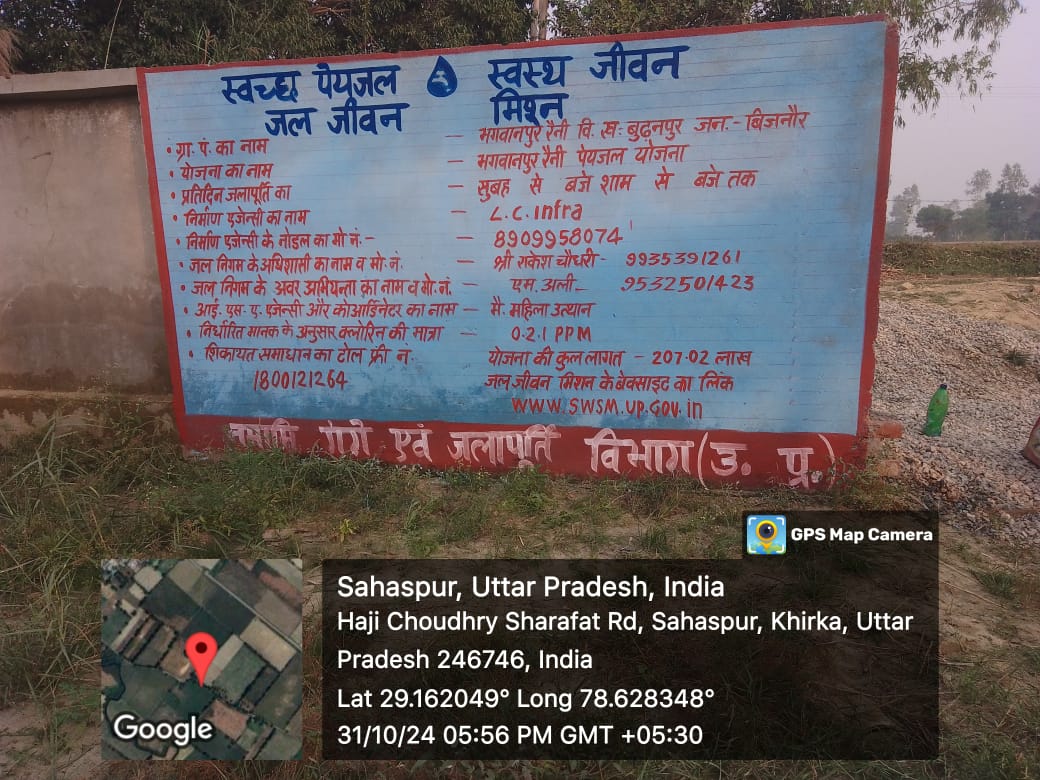 स्वच्छ पेयजल स्वस्थ जीवन
जल जीवन मिशन
• ग्रा. पं. का नाम — भगवानपुर रैनी वि. ख. बुढ़नपुर जन.- बिजनौर
• योजना का नाम — भगवानपुर रैनी पेयजल योजना
• प्रतिदिन जलापूर्ति का — सुबह से बजे शाम से बजे तक
• निर्माण एजेन्सी का नाम — L.C. Infra
• निर्माण एजेन्सी के नोडल का मो नं.- — 8909958074
• जल निगम के अधिशासी का नाम व मो. नं. — श्री राकेश चौधरी- 9935391261
• जल निगम के अवर अभियन्ता का नाम व मो. नं. — एम. अली- 9532501423
• आई. एस. ए. एजेन्सी और कोआर्डिनेटर का नाम — मै. महिला उत्थान
• निर्धारित मानक के अनुसार क्लोरिन की मात्रा — 0.2.1 PPM
• शिकायत समाधान का टोल फ्री नं. योजना की कुल लागत - 207.02 लाख
1800121264 जल जीवन मिशन के बेवसाइट का लिंक
www.swsm.up.gov.in
नमामि गंगे एवं जलापूर्ति विभाग (उ. प्र.)
GPS Map Camera
Sahaspur, Uttar Pradesh, India
Haji Choudhry Sharafat Rd, Sahaspur, Khirka, Uttar
Pradesh 246746, India
Lat 29.162049° Long 78.628348°
31/10/24 05:56 PM GMT +05:30
Google